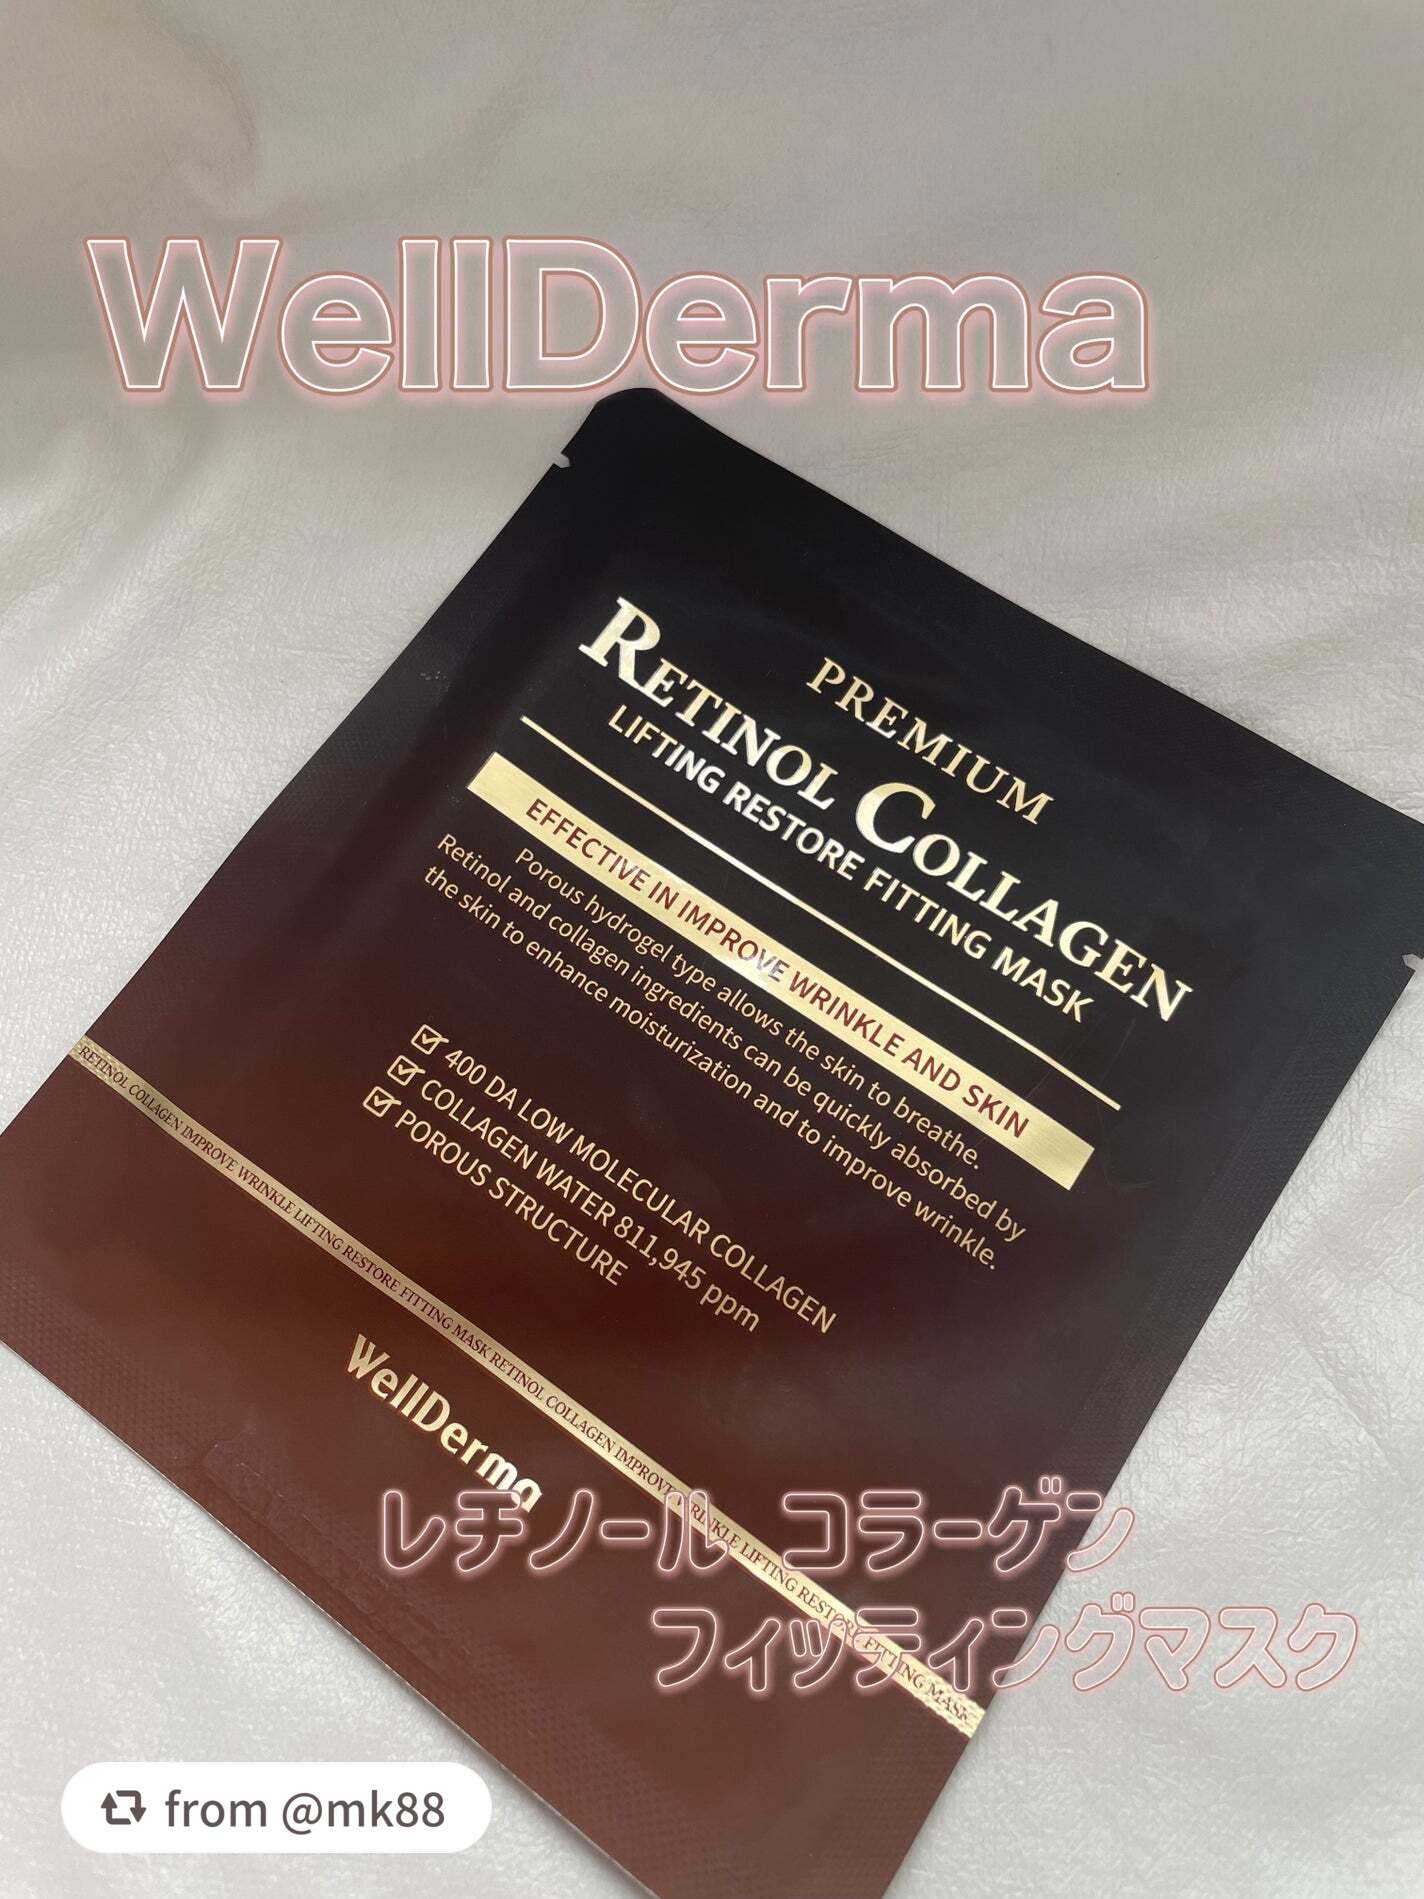 WellDerma
PREMIUM
RETINOL COLLAGEN
LIFTING RESTORE FITTING MASK
EFFECTIVE IN IMPROVE WRINKLE AND SKIN
Porous hydrogel type allows the skin to breathe.
Retinol and collagen ingredients can be quickly absorbed by
the skin to enhance moisturization and to improve wrinkle.
400 DA LOW MOLECULAR COLLAGEN
COLLAGEN WATER 811,945 ppm
POROUS STRUCTURE
RETINOL COLLAGEN IMPROVE WRINKLE LIFTING RESTORE FITTING MASK RETINOL COLLAGEN IMPROVE WRINKLE LIFTING RESTORE FITTING MASK
WellDerma
レチノール コラーゲン
フィッティングマスク
from @mk88